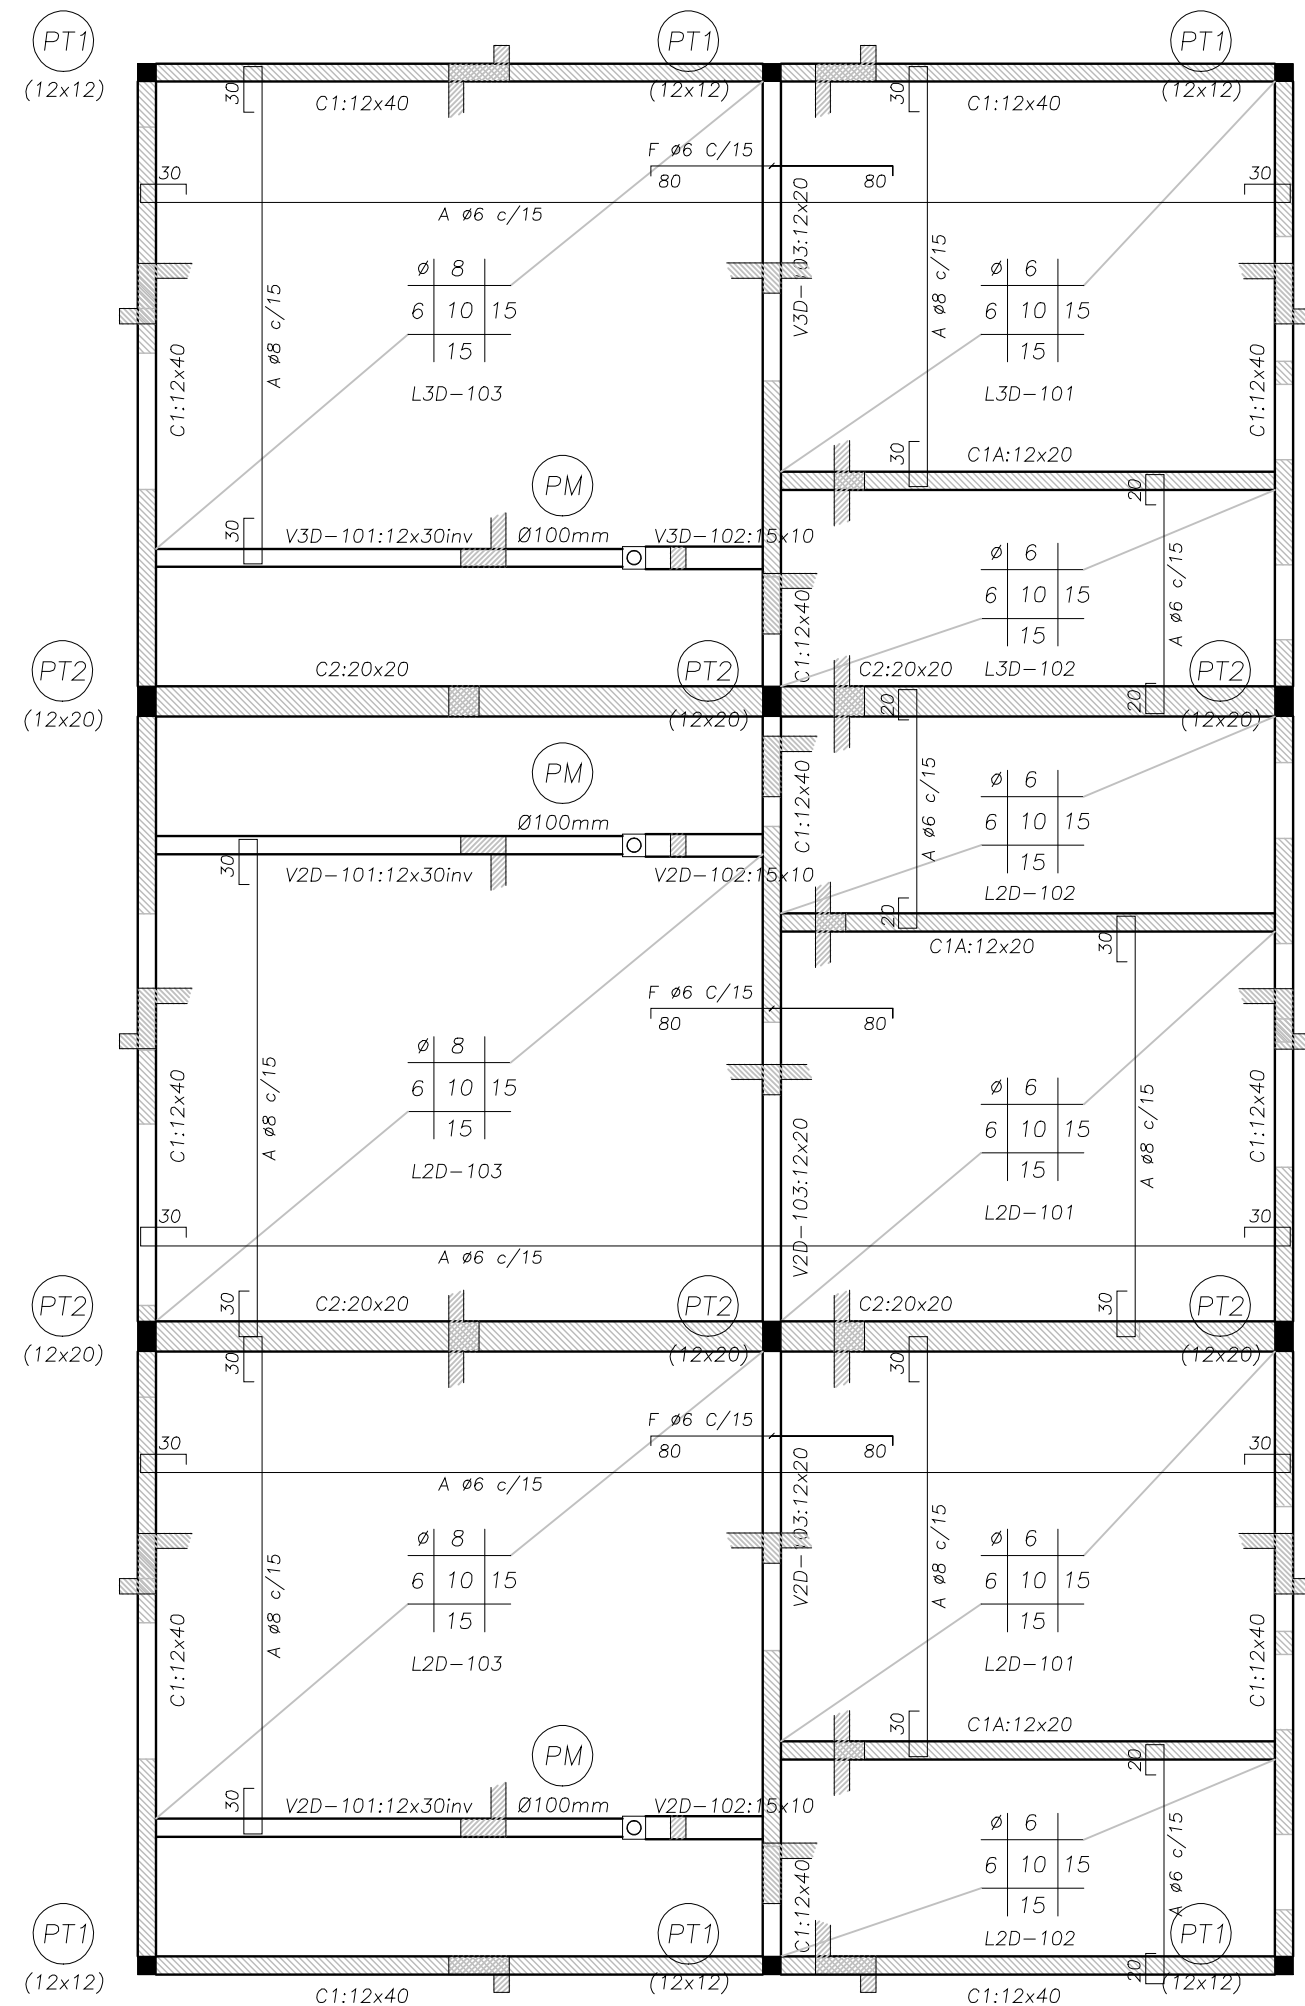 PT1
PT1
PT1
(12x12)
(12x12)
(12x12)
30
C1:12x40
30
C1:12x40
F ø6 C/15
80
80
30
30
A ø6 c/15
V3D-103:12x20
A ø8 c/15
A ø8 c/15
ø 8
6 10 15
15
L3D-103
ø 6
6 10 15
15
L3D-101
C1:12x40
C1:12x40
30
C1A:12x20
PM
20
30
V3D-101:12x30inv
Ø100mm
V3D-102:15x10
ø 6
6 10 15
15
A ø6 c/15
C1:12x40
PT2
C2:20x20
PT2
C2:20x20
L3D-102
PT2
(12x20)
(12x20)
20
20
(12x20)
PM
Ø100mm
C1:12x40
A ø6 c/15
ø 6
6 10 15
15
L2D-102
30
V2D-101:12x30inv
V2D-102:15x10
20
C1A:12x20
30
F ø6 C/15
80
80
ø 8
6 10 15
15
L2D-103
C1:12x40
A ø8 c/15
ø 6
6 10 15
15
L2D-101
V2D-103:12x20
A ø8 c/15
C1:12x40
30
30
A ø6 c/15
30
30
PT2
C2:20x20
PT2
C2:20x20
PT2
(12x20)
(12x20)
(12x20)
30
30
F ø6 C/15
80
80
30
30
A ø6 c/15
V2D-103:12x20
ø 8
6 10 15
15
L2D-103
A ø8 c/15
A ø8 c/15
ø 6
6 10 15
15
L2D-101
C1:12x40
C1:12x40
30
C1A:12x20
PM
20
30
V2D-101:12x30inv
Ø100mm
V2D-102:15x10
ø 6
6 10 15
15
L2D-102
A ø6 c/15
C1:12x40
PT1
PT1
PT1
(12x12)
(12x12)
20
(12x12)
C1:12x40
C1:12x40